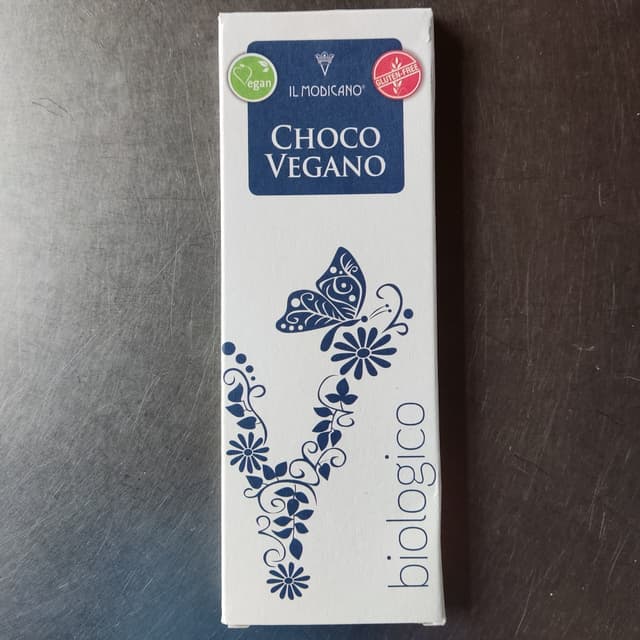 Vegan
IL MODICANO®
GLUTEN-FREE
CHOCO
VEGANO
biologico